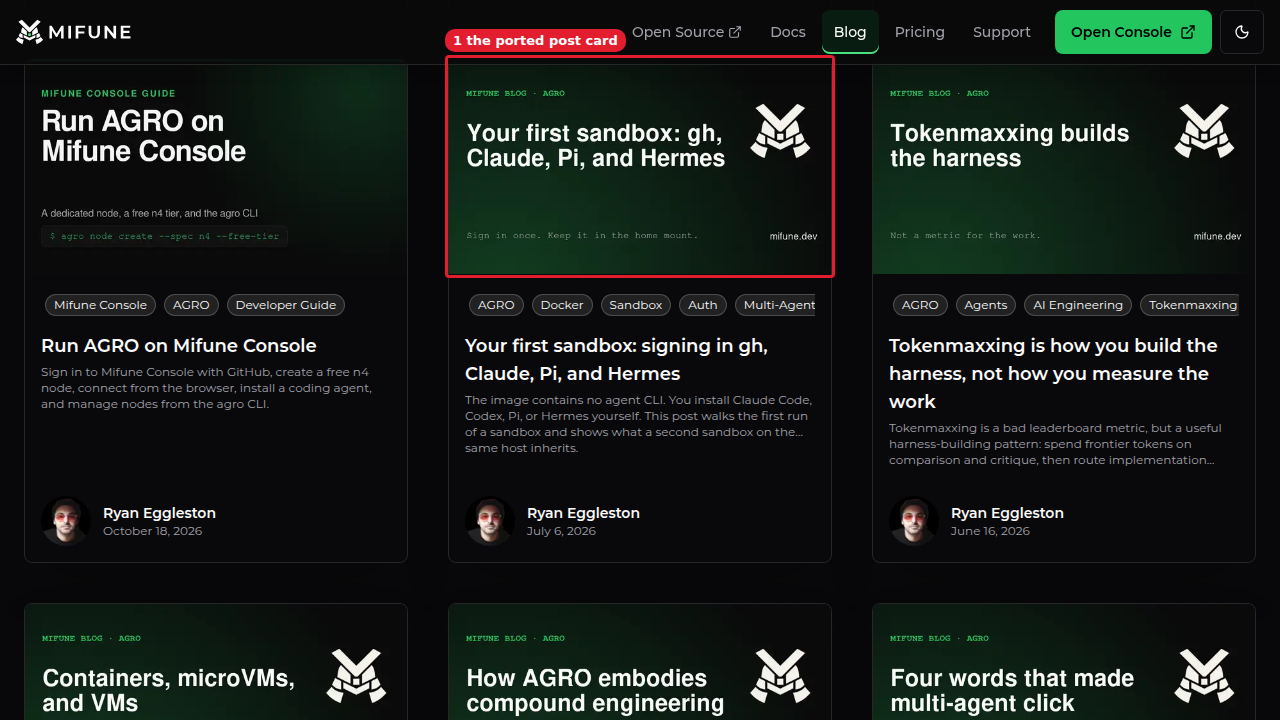 MIFUNE
1 the ported post card
Open Source
Docs
Blog
Pricing
Support
Open Console
MIFUNE CONSOLE GUIDE
Run AGRO on
Mifune Console
A dedicated node, a free n4 tier, and the agro CLI
$ agro node create --spec n4 --free-tier
Mifune Console
AGRO
Developer Guide
Run AGRO on Mifune Console
Sign in to Mifune Console with GitHub, create a free n4
node, connect from the browser, install a coding agent,
and manage nodes from the agro CLI.
Ryan Eggleston
October 18, 2026
MIFUNE BLOG · AGRO
Your first sandbox: gh,
Claude, Pi, and Hermes
Sign in once. Keep it in the home mount.
mifune.dev
AGRO
Docker
Sandbox
Auth
Multi-Agent
Your first sandbox: signing in gh,
Claude, Pi, and Hermes
The image contains no agent CLI. You install Claude Code,
Codex, Pi, or Hermes yourself. This post walks the first run
of a sandbox and shows what a second sandbox on the...
same host inherits.
Ryan Eggleston
July 6, 2026
MIFUNE BLOG · AGRO
Tokenmaxxing builds
the harness
Not a metric for the work.
mifune.dev
AGRO
Agents
AI Engineering
Tokenmaxxing
Tokenmaxxing is how you build the
harness, not how you measure the
work
Tokenmaxxing is a bad leaderboard metric, but a useful
harness-building pattern: spend frontier tokens on
comparison and critique, then route implementation...
Ryan Eggleston
June 16, 2026
MIFUNE BLOG · AGRO
Containers, microVMs,
and VMs
MIFUNE BLOG · AGRO
How AGRO embodies
compound engineering
MIFUNE BLOG · AGRO
Four words that made
multi-agent click